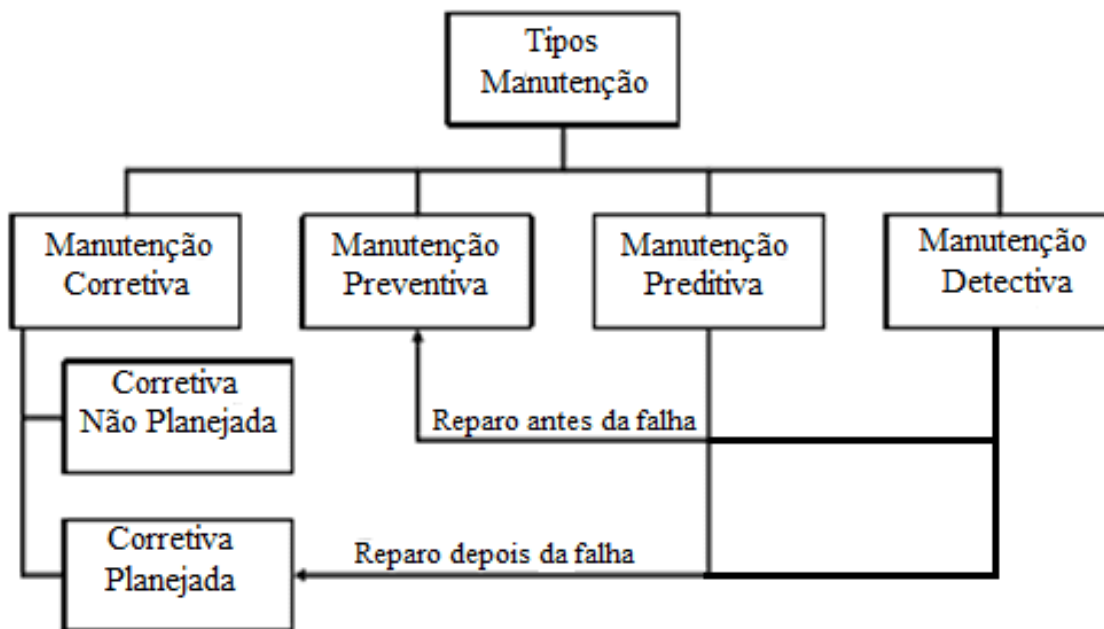 Tipos
Manutenção
Manutenção
Corretiva
Manutenção
Preventiva
Manutenção
Preditiva
Manutenção
Detectiva
Corretiva
Não Planejada
Reparo antes da falha
Corretiva
Planejada
Reparo depois da falha